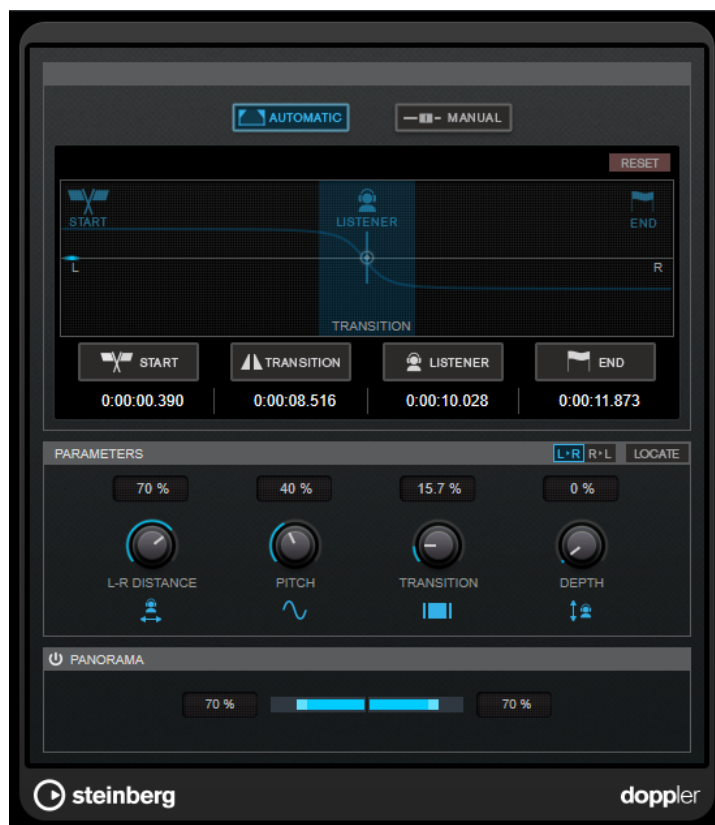 AUTOMATIC MANUAL
RESET
START LISTENER END
L R
TRANSITION
START TRANSITION LISTENER END
0:00:00.390 0:00:08.516 0:00:10.028 0:00:11.873
PARAMETERS L R R L LOCATE
70 % 40 % 15.7 % 0 %
L-R DISTANCE PITCH TRANSITION DEPTH
PANORAMA
70 % 70 %
steinberg doppler